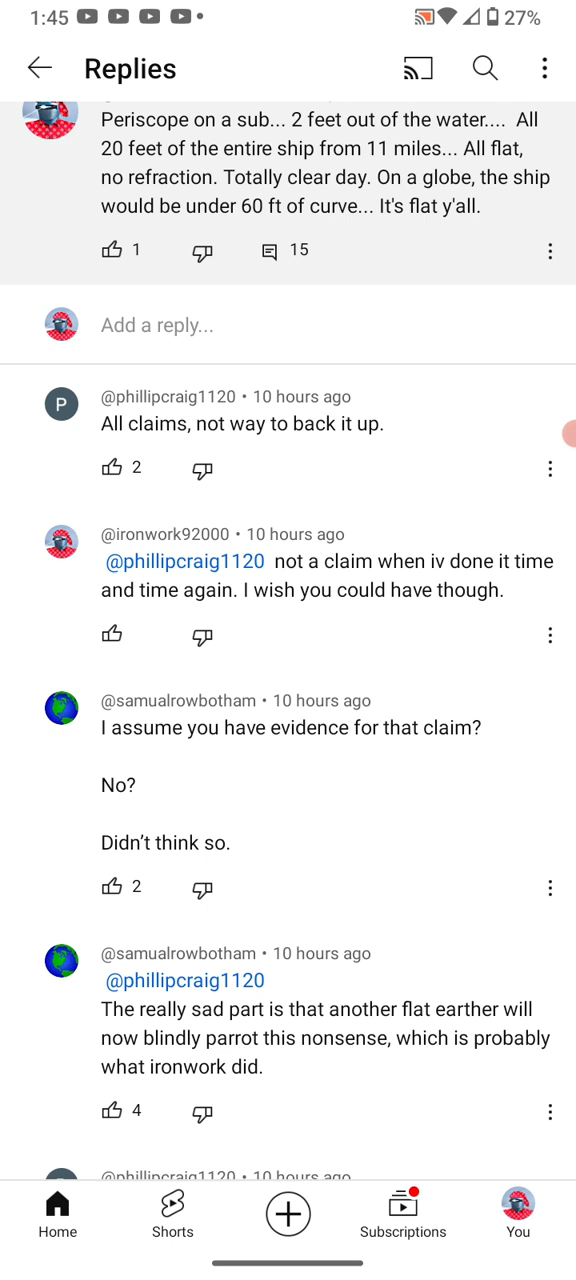 1:45
27%
Replies
Periscope on a sub... 2 feet out of the water.... All
20 feet of the entire ship from 11 miles... All flat,
no refraction. Totally clear day. On a globe, the ship
would be under 60 ft of curve... It's flat y'all.
1
15
Add a reply...
P
@phillipcraig1120 • 10 hours ago
All claims, not way to back it up.
2
@ironwork92000 • 10 hours ago
@phillipcraig1120 not a claim when iv done it time
and time again. I wish you could have though.
@samualrowbotham • 10 hours ago
I assume you have evidence for that claim?
No?
Didn’t think so.
2
@samualrowbotham • 10 hours ago
@phillipcraig1120
The really sad part is that another flat earther will
now blindly parrot this nonsense, which is probably
what ironwork did.
4
@phillipcraig1120 • 10 hours ago
Home
Shorts
Subscriptions
You